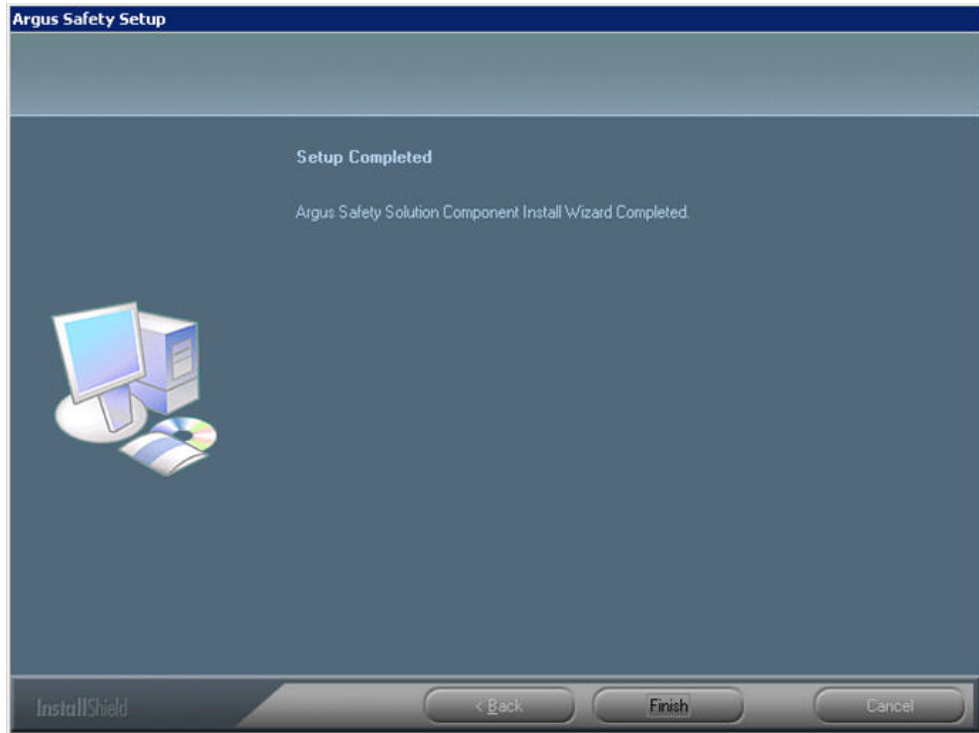 Argus Safety Setup
Setup Completed
Argus Safety Solution Component Install Wizard Completed.
InstallShield
< Back
Finish
Cancel